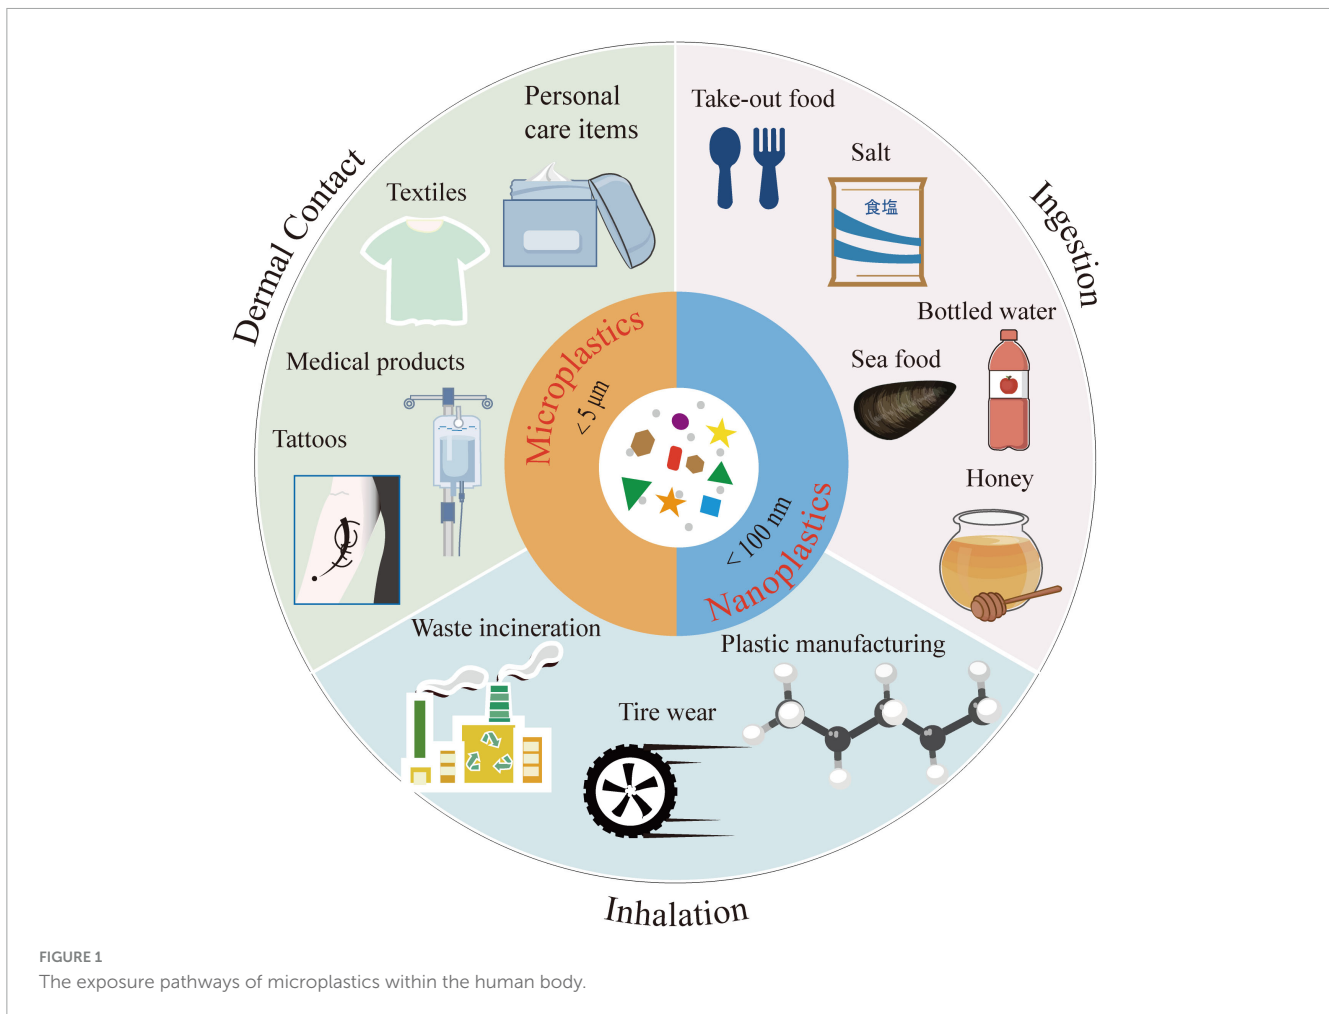 Dermal Contact
Personal
care items
Textiles
Medical products
Tattoos
Ingestion
Take-out food
Salt
食塩
Bottled water
Sea food
Honey
Microplastics
<5 μm
<100 nm
Nanoplastics
Waste incineration
Plastic manufacturing
Tire wear
Inhalation
FIGURE 1
The exposure pathways of microplastics within the human body.